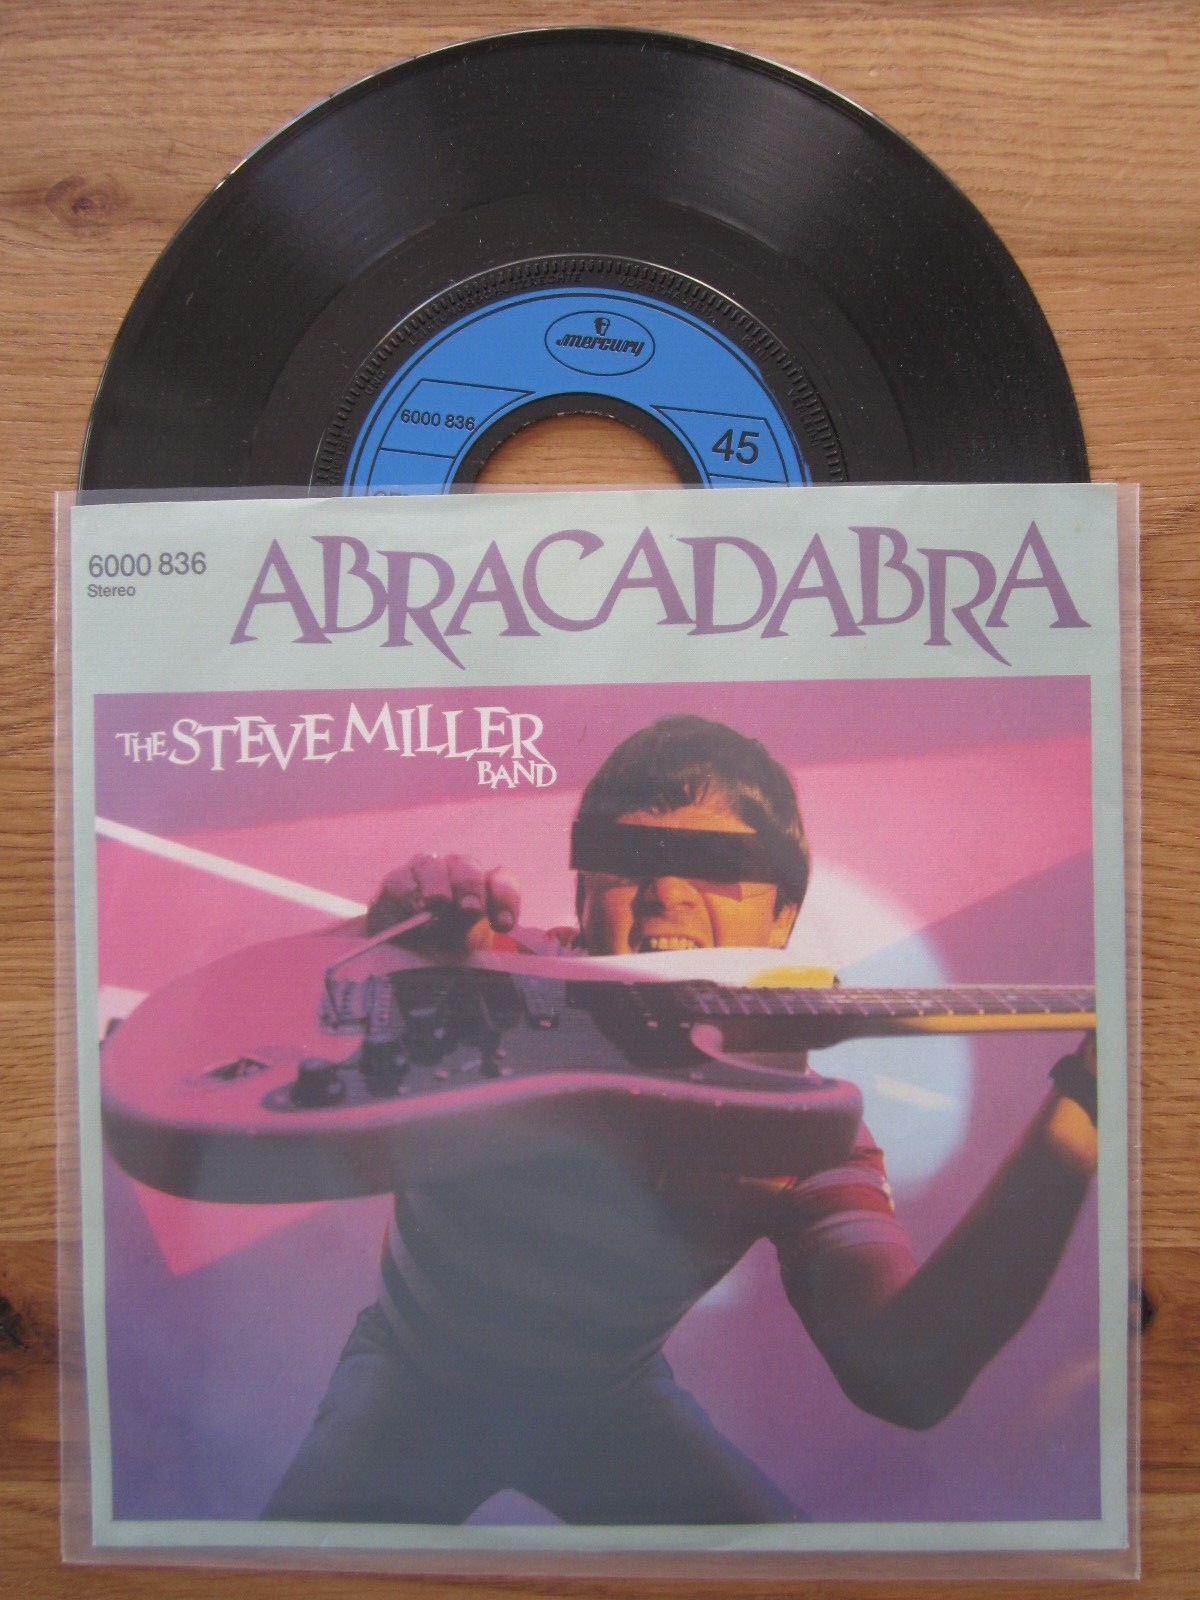 mercury
6000 836
45
6000 836
Stereo
ABRACADABRA
THE STEVE MILLER
BAND